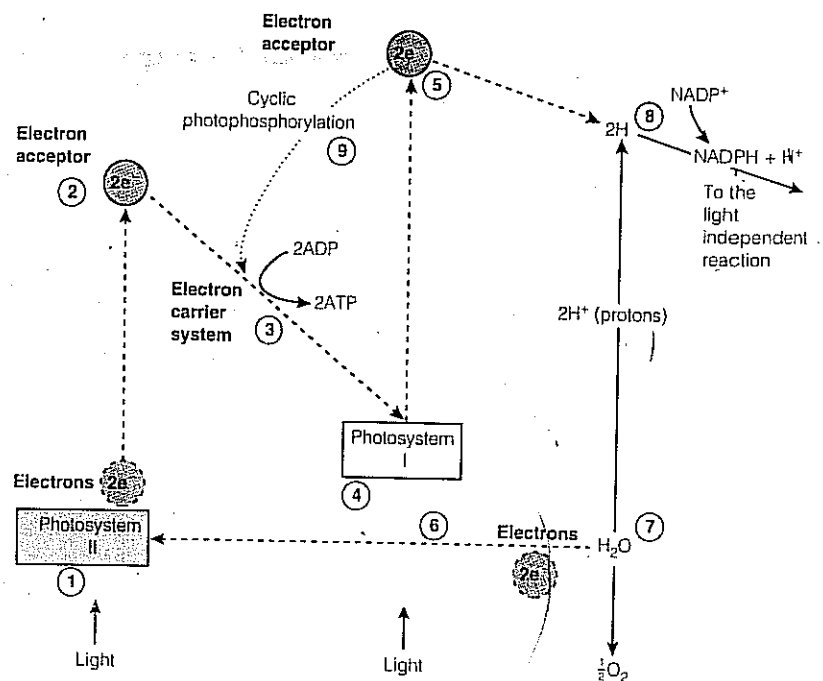 Electron
acceptor
2e⁻
5
Cyclic
photophosphorylation
9
NADP⁺
8
2H
NADPH + H⁺
To the
light
independent
reaction
Electron
acceptor
2
2e⁻
2ADP
2ATP
Electron
carrier
system
3
2H⁺ (protons)
Photosystem
I
4
Electrons
2e⁻
Photosystem
II
1
6
Electrons
2e⁻
H₂O
7
Light
Light
½O₂